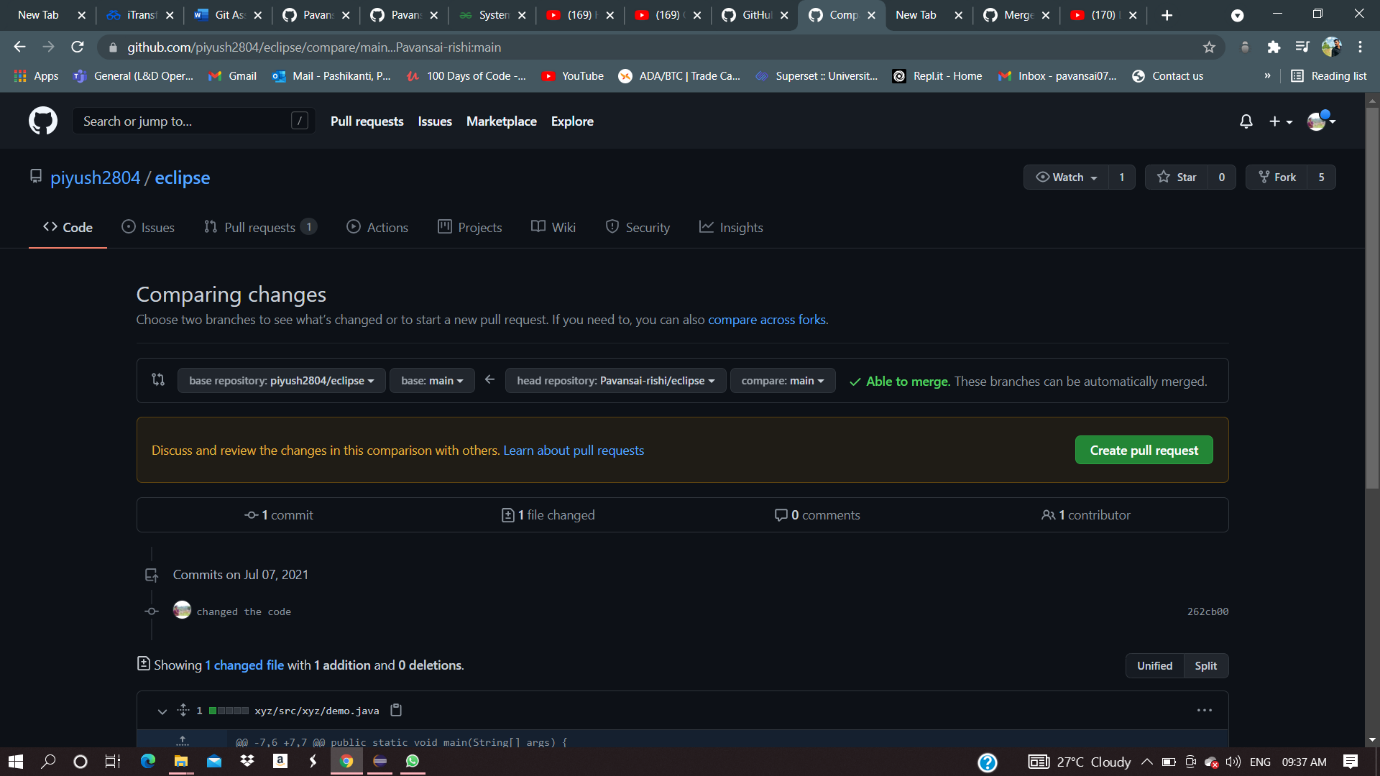 New Tab iTransf Git Ass Pavans Pavans System (169) (169) GitHub Comp New Tab Merge (170)
github.com/piyush2804/eclipse/compare/main...Pavansai-rishi:main
Apps General (L&D Oper... Gmail Mail - Pashikanti, P... 100 Days of Code -... YouTube ADA/BTC | Trade Ca... Superset :: Universit... Repl.it - Home Inbox - pavansai07... Contact us » Reading list
Search or jump to... / Pull requests Issues Marketplace Explore
piyush2804 / eclipse Watch 1 Star 0 Fork 5
<> Code Issues Pull requests 1 Actions Projects Wiki Security Insights
Comparing changes
Choose two branches to see what's changed or to start a new pull request. If you need to, you can also compare across forks.
base repository: piyush2804/eclipse base: main ← head repository: Pavansai-rishi/eclipse compare: main ✓ Able to merge. These branches can be automatically merged.
Discuss and review the changes in this comparison with others. Learn about pull requests Create pull request
1 commit 1 file changed 0 comments 1 contributor
Commits on Jul 07, 2021
changed the code 262cb00
Showing 1 changed file with 1 addition and 0 deletions. Unified Split
1 xyz/src/xyz/demo.java ...
@@ -7,6 +7,7 @@ public static void main(String[] args) {
27°C Cloudy ENG 09:37 AM